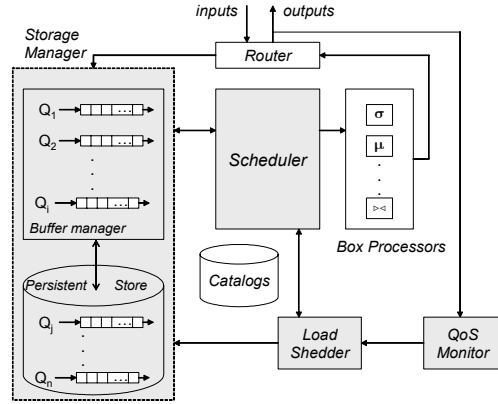 inputs outputs
Storage
Manager
Router
Q1 ...
Q2 ...
Qi ...
Buffer manager
Scheduler
σ
μ
⋈
Box Processors
Catalogs
Persistent Store
Qj ...
Qn ...
Load
Shedder
QoS
Monitor